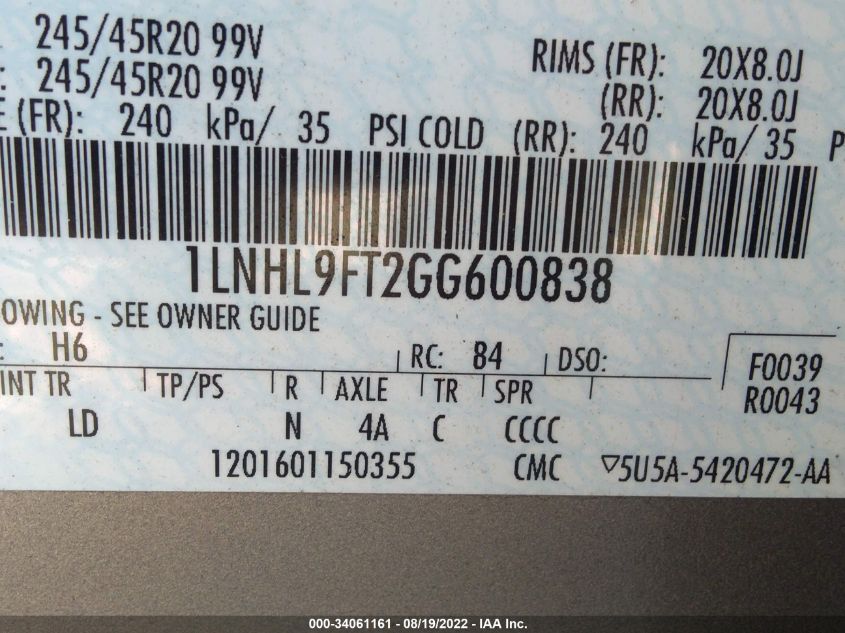 245/45R20 99V RIMS (FR): 20X8.0J
: 245/45R20 99V (RR): 20X8.0J
E (FR): 240 kPa/ 35 PSI COLD (RR): 240 kPa/ 35 P
1LNHL9FT2GG600838
OWING - SEE OWNER GUIDE
: H6 RC: 84 DSO: F0039
INT TR TP/PS R AXLE TR SPR R0043
LD N 4A C CCCC
1201601150355 CMC ▽5U5A-5420472-AA
000-34061161 - 08/19/2022 - IAA Inc.